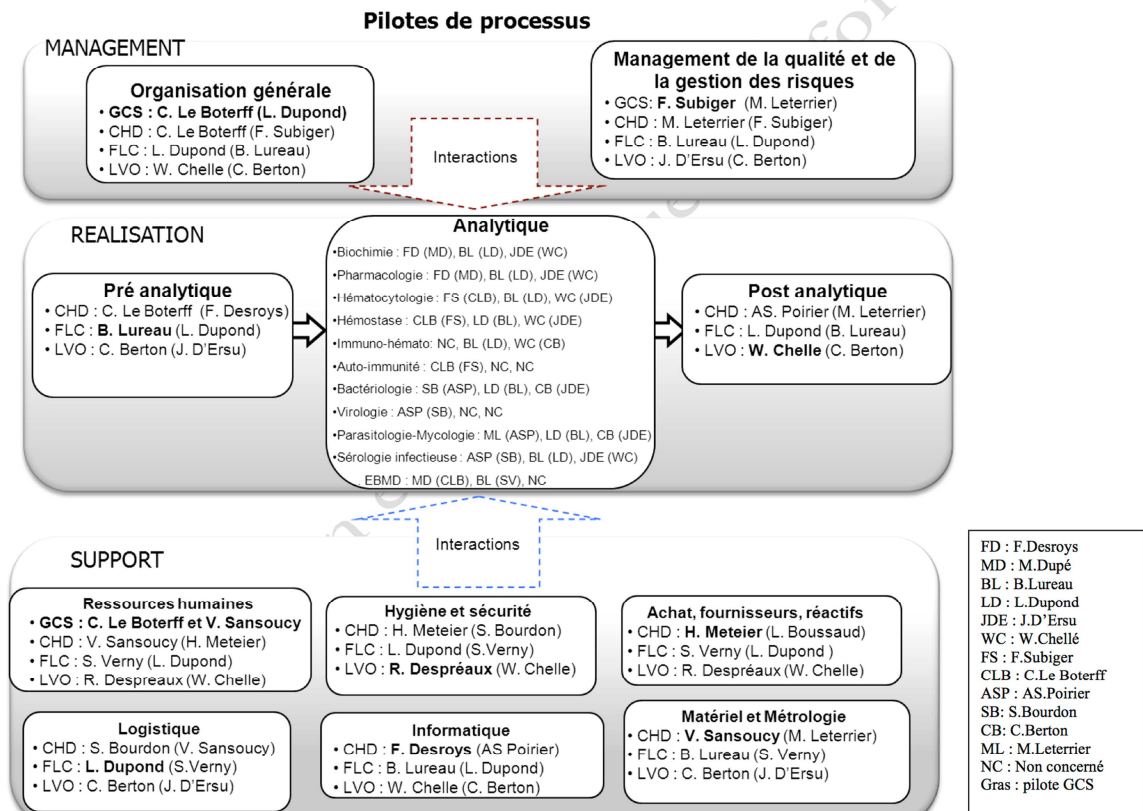 Pilotes de processus
MANAGEMENT
Organisation générale
• GCS : C. Le Boterff (L. Dupond)
• CHD : C. Le Boterff (F. Subiger)
• FLC : L. Dupond (B. Lureau)
• LVO : W. Chelle (C. Berton)
Interactions
Management de la qualité et de
la gestion des risques
• GCS: F. Subiger (M. Leterrier)
• CHD : M. Leterrier (F. Subiger)
• FLC : B. Lureau (L. Dupond)
• LVO : J. D'Ersu (C. Berton)
REALISATION
Pré analytique
• CHD : C. Le Boterff (F. Desroys)
• FLC : B. Lureau (L. Dupond)
• LVO : C. Berton (J. D'Ersu)
Analytique
•Biochimie : FD (MD), BL (LD), JDE (WC)
•Pharmacologie : FD (MD), BL (LD), JDE (WC)
•Hématocytologie : FS (CLB), BL (LD), WC (JDE)
•Hémostase : CLB (FS), LD (BL), WC (JDE)
•Immuno-hémato: NC, BL (LD), WC (CB)
•Auto-immunité : CLB (FS), NC, NC
•Bactériologie : SB (ASP), LD (BL), CB (JDE)
•Virologie : ASP (SB), NC, NC
•Parasitologie-Mycologie : ML (ASP), LD (BL), CB (JDE)
•Sérologie infectieuse : ASP (SB), BL (LD), JDE (WC)
. EBMD : MD (CLB), BL (SV), NC
Post analytique
• CHD : AS. Poirier (M. Leterrier)
• FLC : L. Dupond (B. Lureau)
• LVO : W. Chelle (C. Berton)
Interactions
SUPPORT
Ressources humaines
• GCS : C. Le Boterff et V. Sansoucy
• CHD : V. Sansoucy (H. Meteier)
• FLC : S. Verny (L. Dupond)
• LVO : R. Despréaux (W. Chelle)
Hygiène et sécurité
• CHD : H. Meteier (S. Bourdon)
• FLC : L. Dupond (S.Verny)
• LVO : R. Despréaux (W. Chelle)
Achat, fournisseurs, réactifs
• CHD : H. Meteier (L. Boussaud)
• FLC : S. Verny (L. Dupond )
• LVO : R. Despréaux (W. Chelle)
Logistique
• CHD : S. Bourdon (V. Sansoucy)
• FLC : L. Dupond (S.Verny)
• LVO : C. Berton (J. D'Ersu)
Informatique
• CHD : F. Desroys (AS Poirier)
• FLC : B. Lureau (L. Dupond)
• LVO : W. Chelle (C. Berton)
Matériel et Métrologie
• CHD : V. Sansoucy (M. Leterrier)
• FLC : B. Lureau (S. Verny)
• LVO : C. Berton (J. D'Ersu)
FD : F.Desroys
MD : M.Dupé
BL : B.Lureau
LD : L.Dupond
JDE : J.D'Ersu
WC : W.Chellé
FS : F.Subiger
CLB : C.Le Boterff
ASP : AS.Poirier
SB: S.Bourdon
CB: C.Berton
ML : M.Leterrier
NC : Non concerné
Gras : pilote GCS